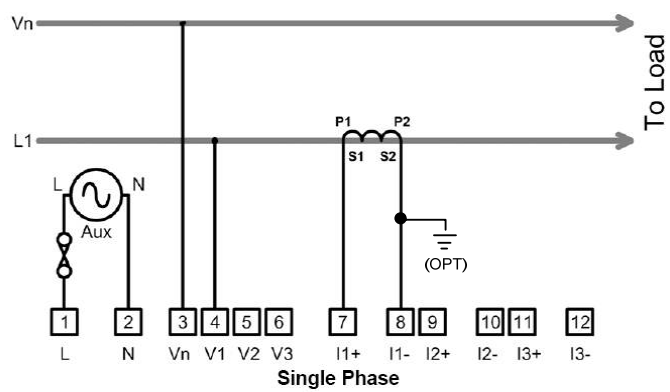 Vn
To Load
L1
P1 P2
S1 S2
L N
Aux
(OPT)
1 2 3 4 5 6 7 8 9 10 11 12
L N Vn V1 V2 V3 I1+ I1- I2+ I2- I3+ I3-
Single Phase